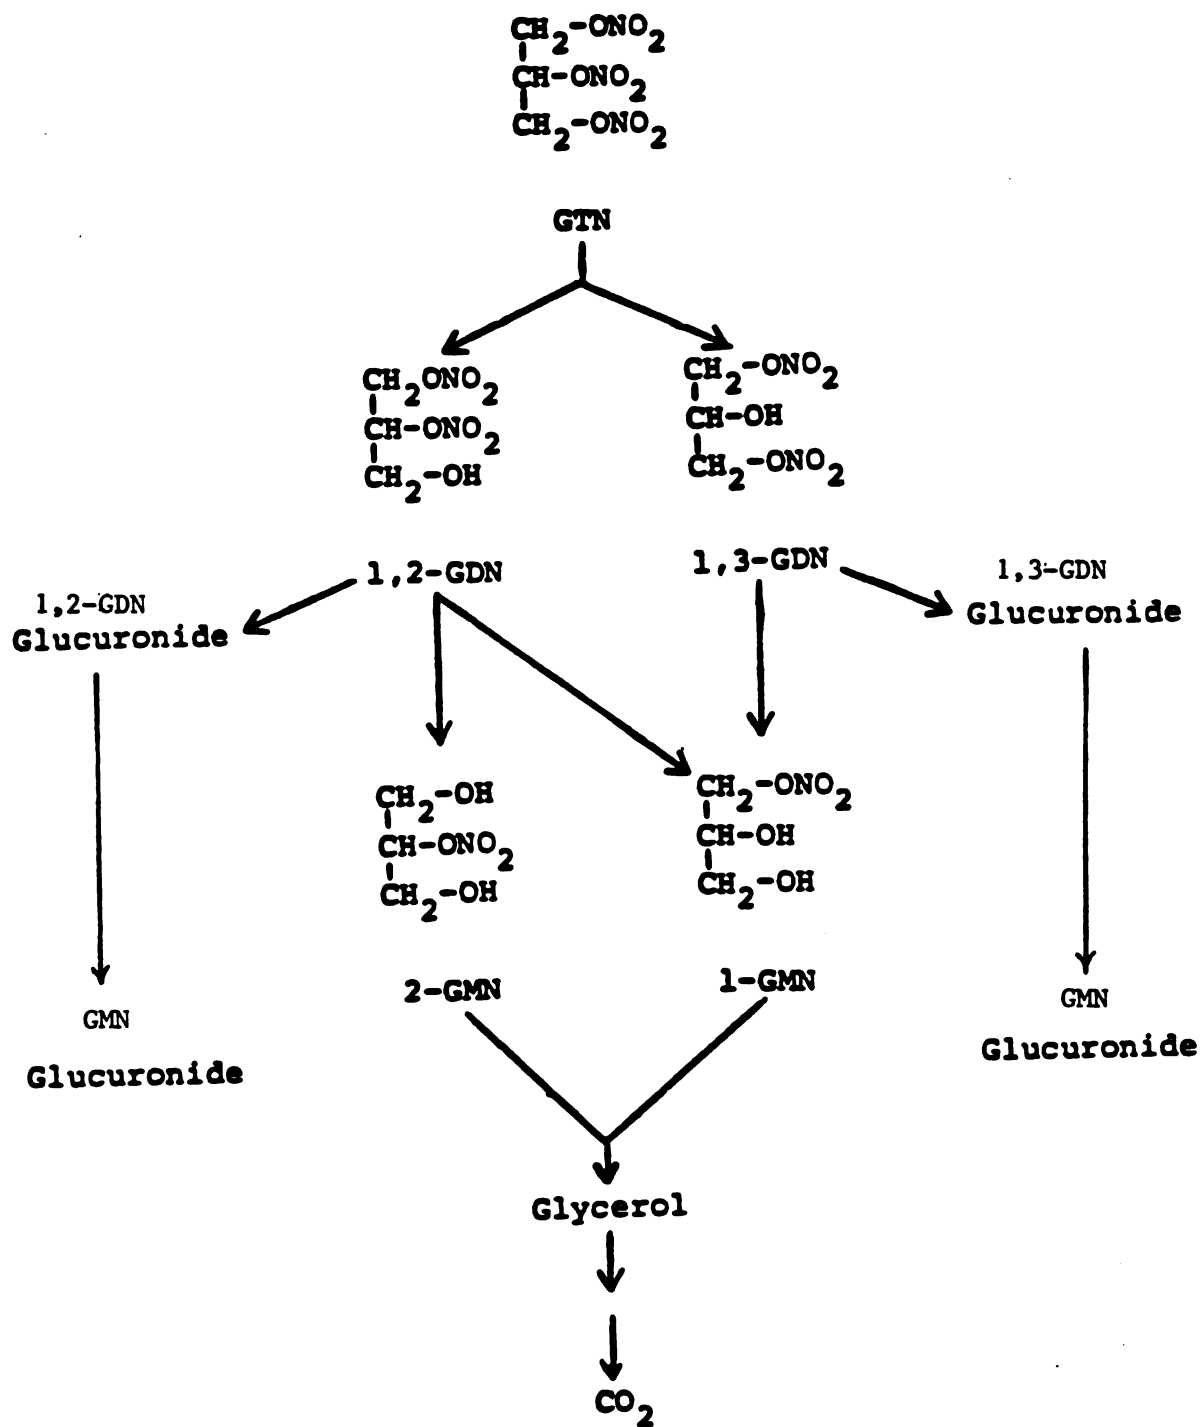 CH2-ONO2
CH-ONO2
CH2-ONO2
GTN
CH2ONO2
CH-ONO2
CH2-OH
CH2-ONO2
CH-OH
CH2-ONO2
1,2-GDN
1,3-GDN
1,2-GDN
Glucuronide
1,3-GDN
Glucuronide
CH2-OH
CH-ONO2
CH2-OH
CH2-ONO2
CH-OH
CH2-OH
2-GMN
1-GMN
GMN
Glucuronide
GMN
Glucuronide
Glycerol
CO2